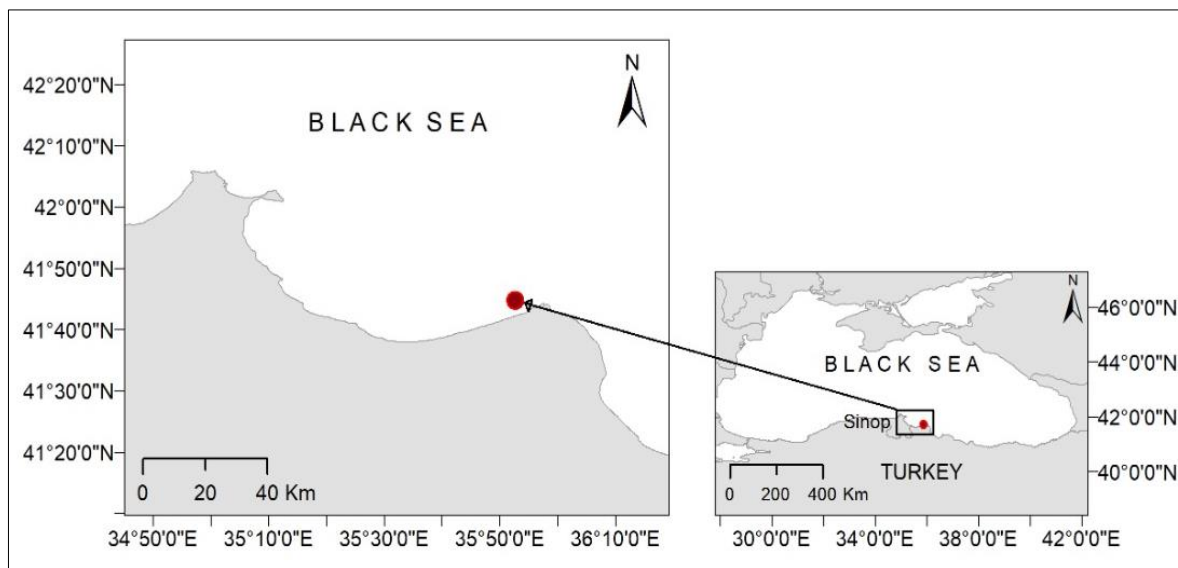 N
BLACK SEA
42°20'0"N
42°10'0"N
42°0'0"N
41°50'0"N
41°40'0"N
41°30'0"N
41°20'0"N
0 20 40 Km
34°50'0"E 35°10'0"E 35°30'0"E 35°50'0"E 36°10'0"E
N
BLACK SEA
Sinop
TURKEY
0 200 400 Km
46°0'0"N
44°0'0"N
42°0'0"N
40°0'0"N
30°0'0"E 34°0'0"E 38°0'0"E 42°0'0"E